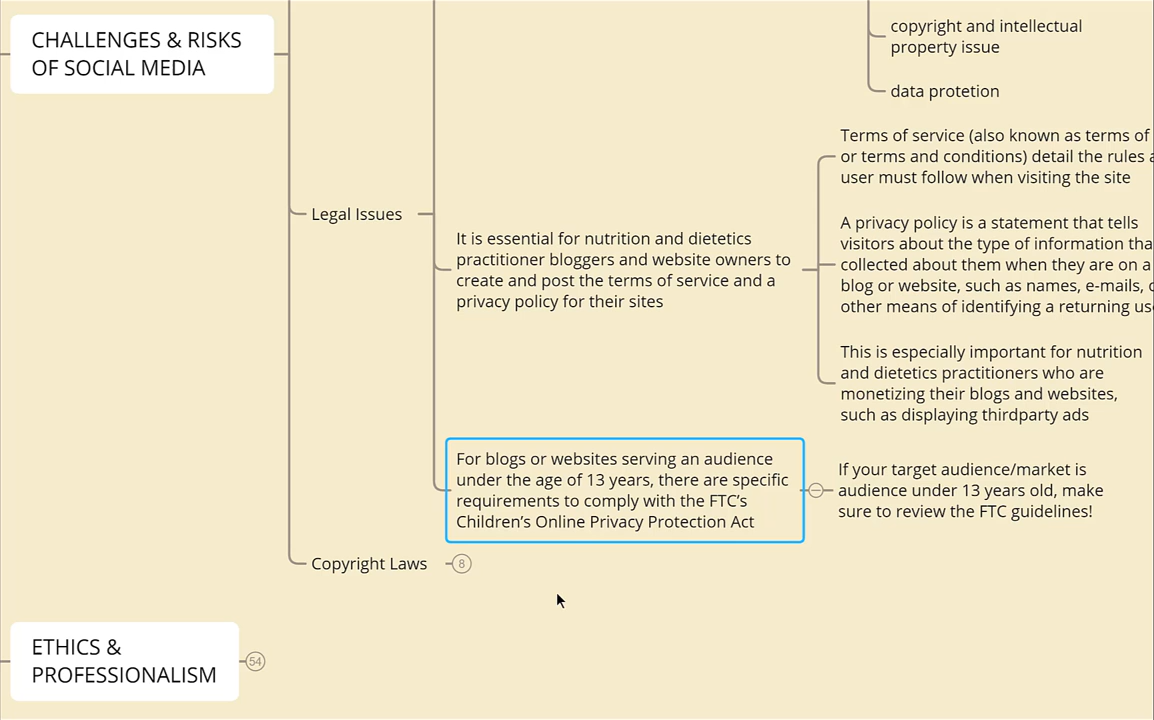 CHALLENGES & RISKS
OF SOCIAL MEDIA
copyright and intellectual
property issue
data protetion
Legal Issues
It is essential for nutrition and dietetics
practitioner bloggers and website owners to
create and post the terms of service and a
privacy policy for their sites
Terms of service (also known as terms of
or terms and conditions) detail the rules
user must follow when visiting the site
A privacy policy is a statement that tells
visitors about the type of information
collected about them when they are on a
blog or website, such as names, e-mails,
other means of identifying a returning
This is especially important for nutrition
and dietetics practitioners who are
monetizing their blogs and websites,
such as displaying thirdparty ads
For blogs or websites serving an audience
under the age of 13 years, there are specific
requirements to comply with the FTC’s
Children’s Online Privacy Protection Act
If your target audience/market is
audience under 13 years old, make
sure to review the FTC guidelines!
Copyright Laws
8
ETHICS &
PROFESSIONALISM
54